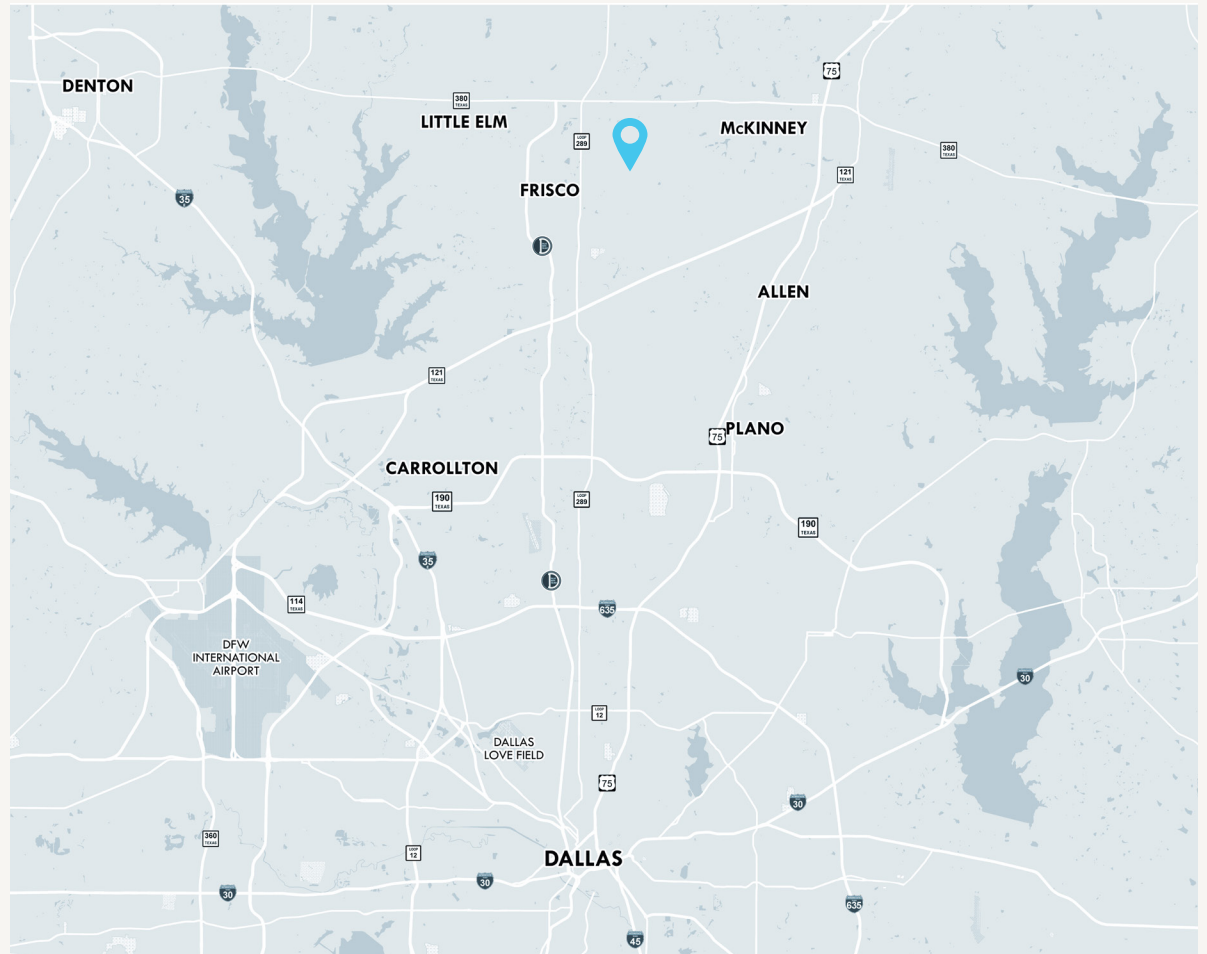 75
DENTON
380
TEXAS
LITTLE ELM
McKINNEY
LOOP
289
380
TEXAS
121
TEXAS
FRISCO
35
D
ALLEN
121
TEXAS
75
PLANO
CARROLLTON
190
TEXAS
LOOP
289
190
TEXAS
35
D
114
TEXAS
635
DFW
INTERNATIONAL
AIRPORT
30
LOOP
12
DALLAS
LOVE FIELD
75
30
360
TEXAS
LOOP
12
DALLAS
30
30
635
45